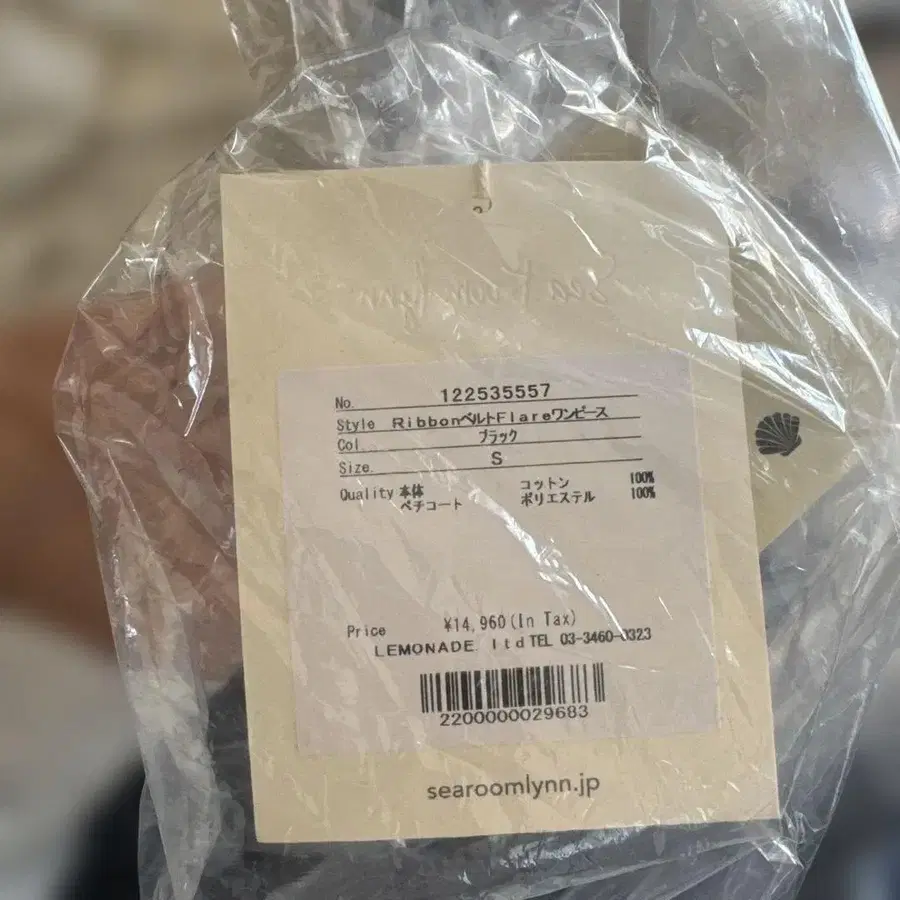 No. 122535557
Style RibbonベルトFlareワンピース
Col. ブラック
Size. S
Quality 本体 コットン 100%
ペチコート ポリエステル 100%
Price ¥14,960(In Tax)
LEMONADE ltd TEL 03-3460-0323
2200000029683
searoomlynn.jp